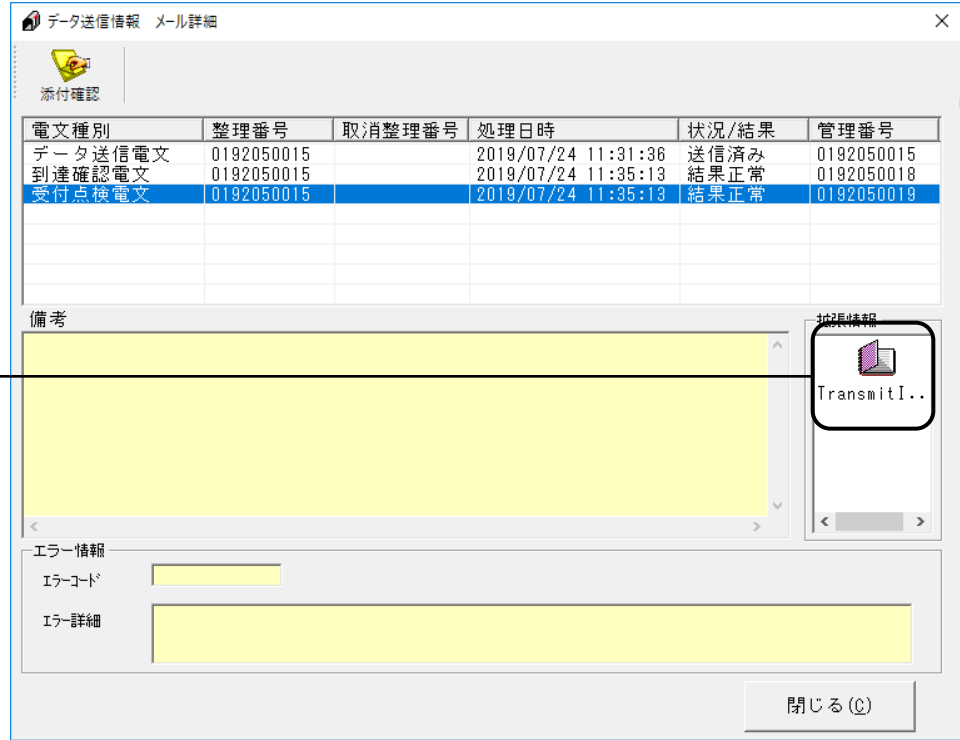 データ送信情報 メール詳細
添付確認
電文種別 整理番号 取消整理番号 処理日時 状況/結果 管理番号
データ送信電文 0192050015 2019/07/24 11:31:36 送信済み 0192050015
到達確認電文 0192050015 2019/07/24 11:35:13 結果正常 0192050018
受付点検電文 0192050015 2019/07/24 11:35:13 結果正常 0192050019
備考
拡張情報
TransmitI..
エラー情報
エラーコード
エラー詳細
閉じる(C)